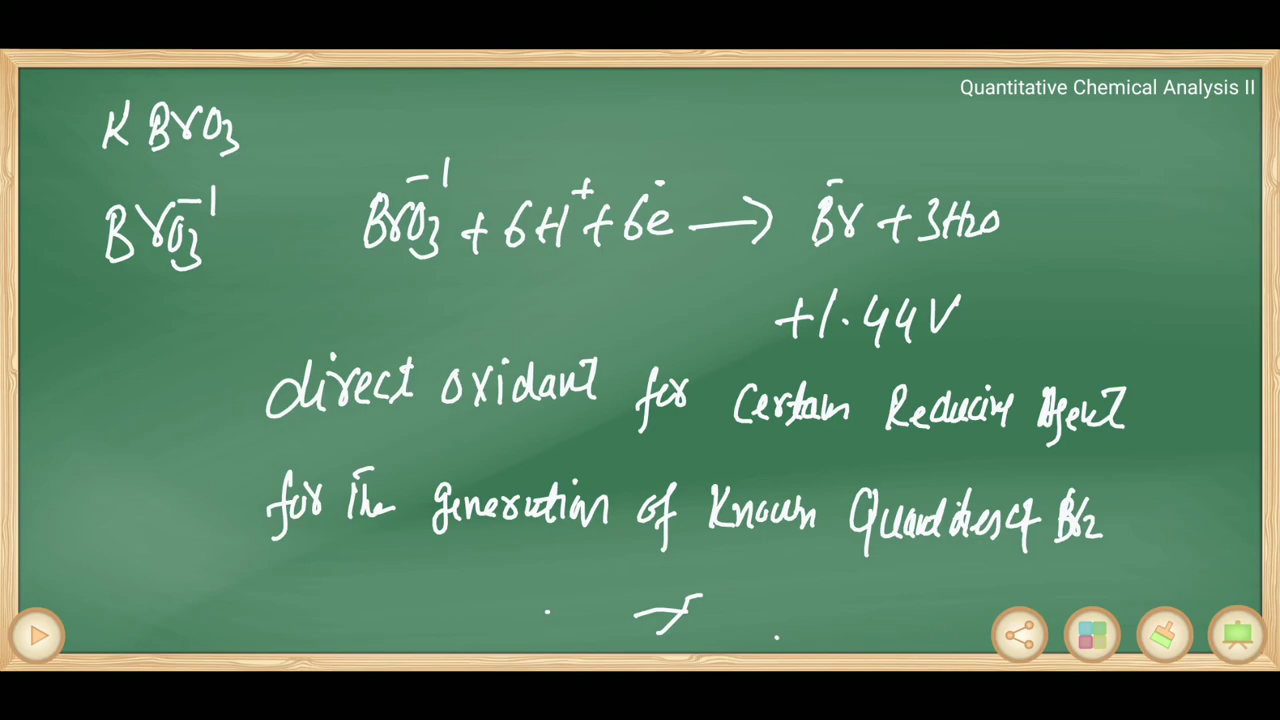 Quantitative Chemical Analysis II
KBrO3
BrO3-1
BrO3-1 + 6H+ + 6e- → Br- + 3H2O
+1.44V
direct oxidant for Certain Reducing Agent
for The generation of Known Quantities of Br2